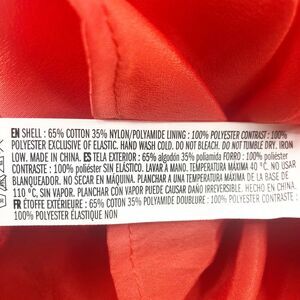 EN SHELL : 65% COTTON 35% NYLON/POLYAMIDE LINING : 100% POLYESTER CONTRAST : 100%
POLYESTER EXCLUSIVE OF ELASTIC. HAND WASH COLD. DO NOT BLEACH. DO NOT TUMBLE DRY. IRON
LOW. MADE IN CHINA. ES TELA EXTERIOR : 65% algodón 35% poliamida FORRO : 100% poliéster
CONTRASTE : 100% poliéster SIN ELÁSTICO. LAVAR A MANO. TEMPERATURA MÁXIMA 40 °C. NO USAR
BLANQUEADOR. NO SECAR EN MÁQUINA. PLANCHAR A TEMPERATURA MÁXIMA DE LA BASE DE
110 °C, SIN VAPOR. PLANCHAR CON VAPOR PUEDE CAUSAR DAÑO IRREVERSIBLE. HECHO EN CHINA.
FR ÉTOFFE EXTÉRIEURE : 65% COTON 35% POLYAMIDE DOUBLURE : 100% POLYESTER CONTRASTE :
100% POLYESTER ÉLASTIQUE NON